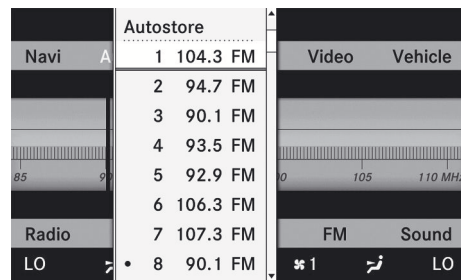 Autostore
Navi A Video Vehicle
1 104.3 FM
2 94.7 FM
3 90.1 FM
4 93.5 FM
5 92.9 FM
6 106.3 FM
7 107.3 FM
• 8 90.1 FM
85 90 00 105 110 MHz
Radio FM Sound
LO 1 LO